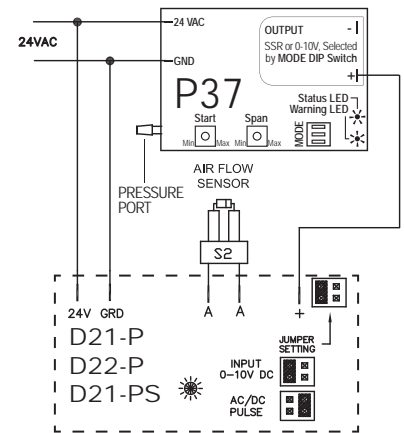 24VAC
24 VAC
GND
P37
OUTPUT - I
SSR or 0-10V, Selected
by MODE DIP Switch
+I
Status LED
Warning LED
MODE
Start
Min Max
Span
Min Max
PRESSURE
PORT
AIR FLOW
SENSOR
S2
24V GRD A A +
D21-P
D22-P
D21-PS
JUMPER
SETTING
INPUT
0-10V DC
AC/DC
PULSE